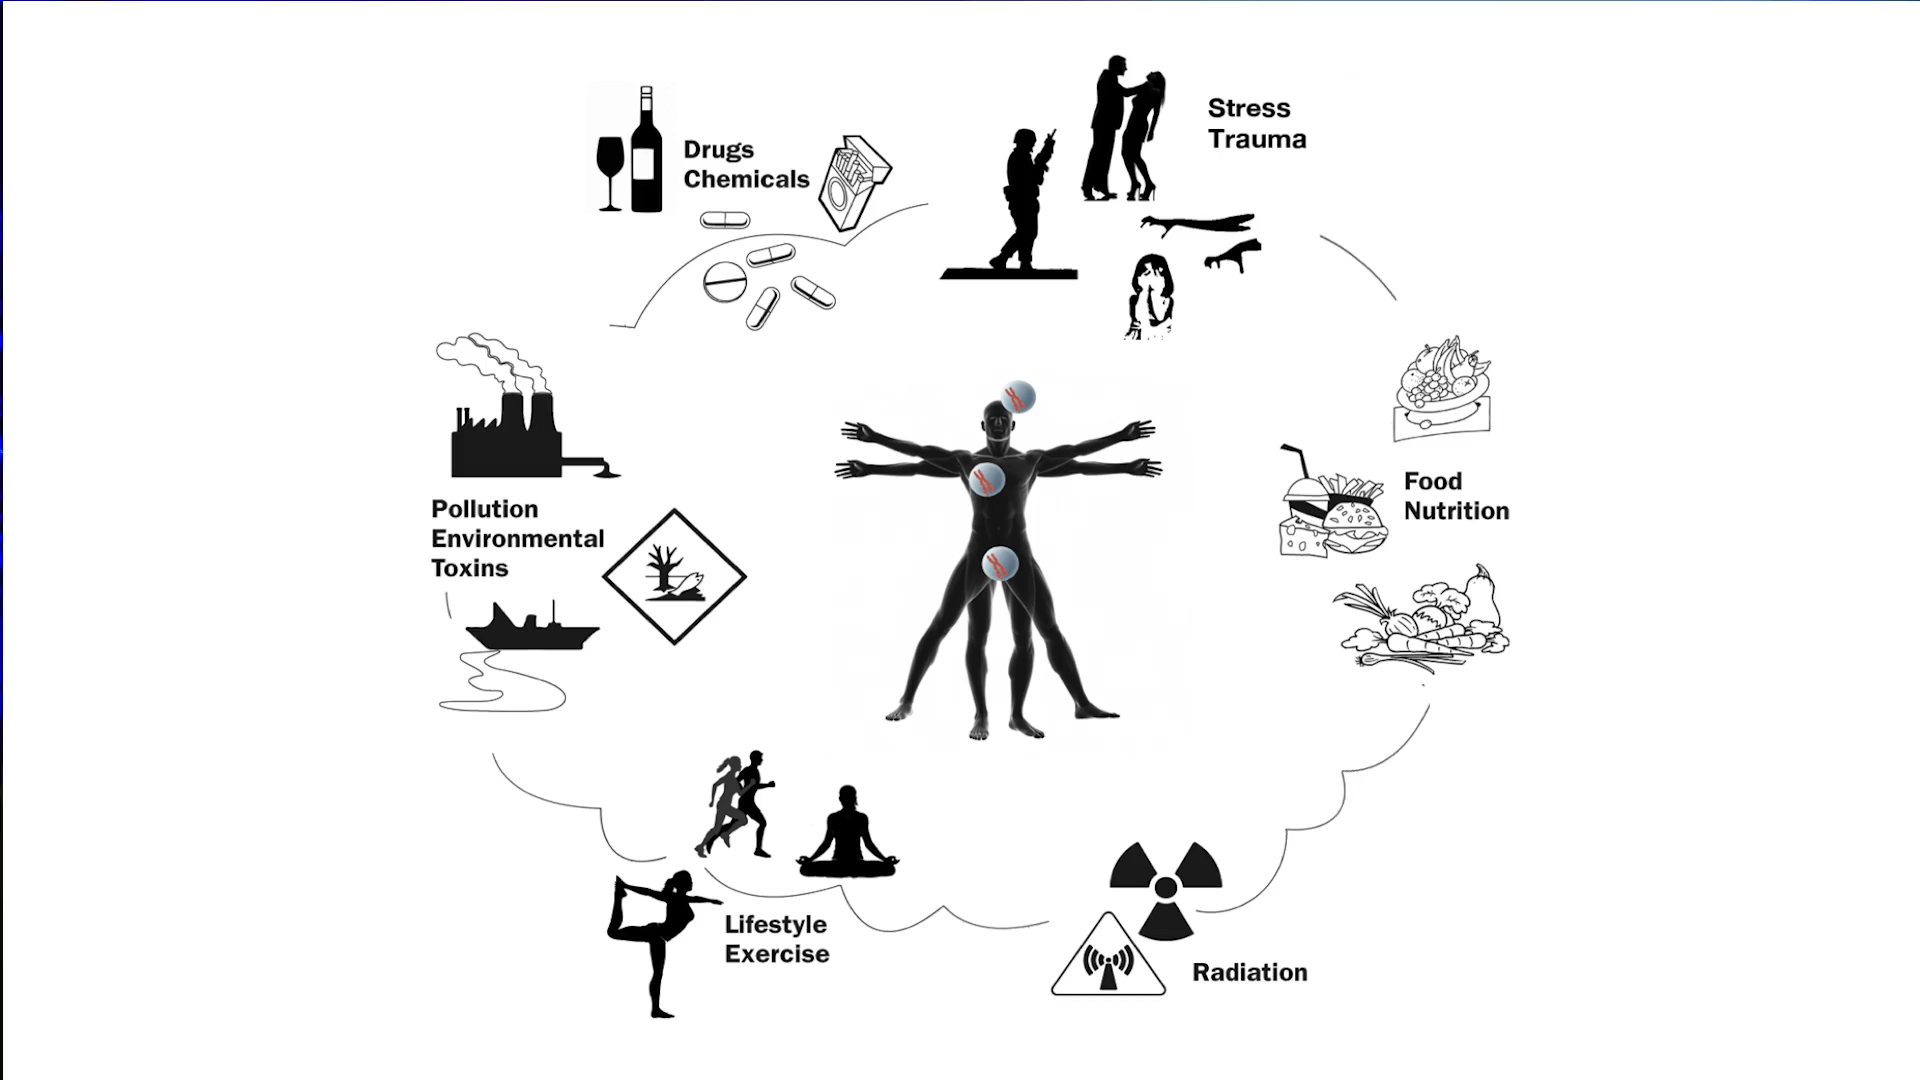 Drugs
Chemicals
Stress
Trauma
Food
Nutrition
Pollution
Environmental
Toxins
Lifestyle
Exercise
Radiation